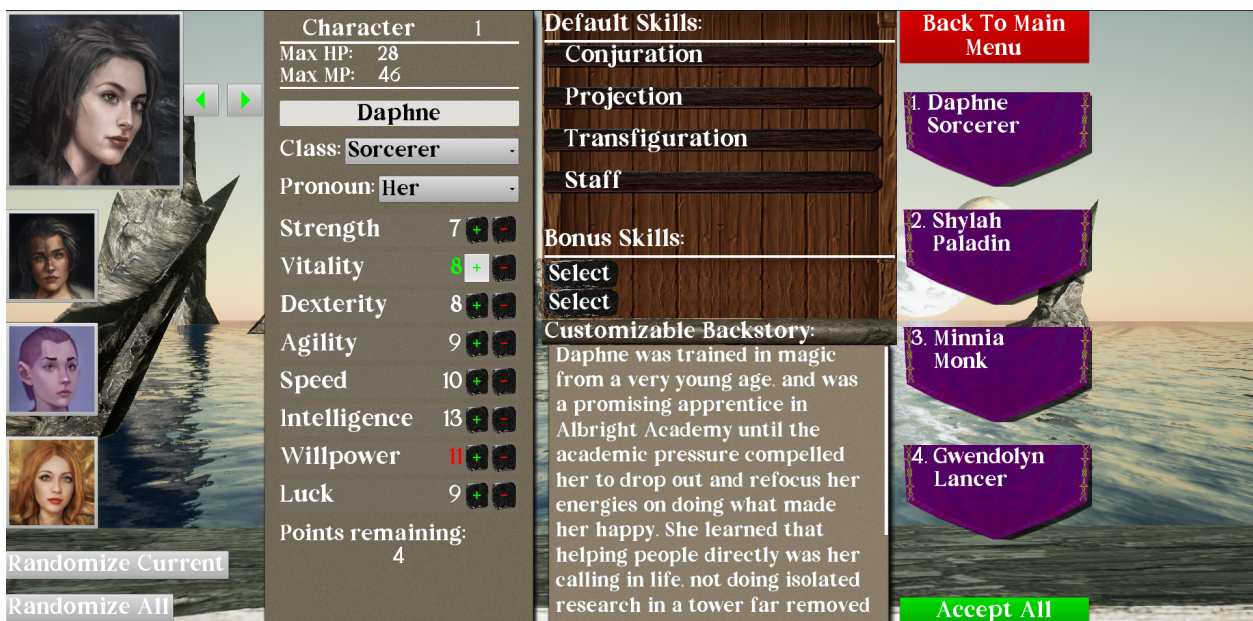 Character 1
Max HP: 28
Max MP: 46
Daphne
Class: Sorcerer
Pronoun: Her
Strength 7 + -
Vitality 8 + -
Dexterity 8 + -
Agility 9 + -
Speed 10 + -
Intelligence 13 + -
Willpower 11 + -
Luck 9 + -
Points remaining:
4
Randomize Current
Randomize All
Default Skills:
Conjuration
Projection
Transfiguration
Staff
Bonus Skills:
Select
Select
Customizable Backstory:
Daphne was trained in magic
from a very young age, and was
a promising apprentice in
Albright Academy until the
academic pressure compelled
her to drop out and refocus her
energies on doing what made
her happy. She learned that
helping people directly was her
calling in life, not doing isolated
research in a tower far removed
Back To Main
Menu
1. Daphne
Sorcerer
2. Shylah
Paladin
3. Minnia
Monk
4. Gwendolyn
Lancer
Accept All